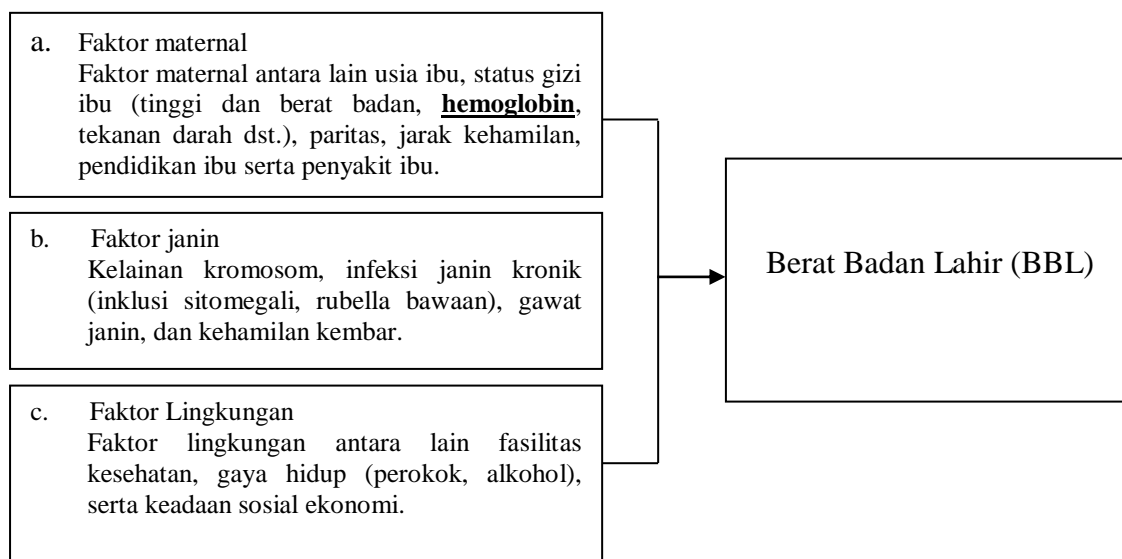 a. Faktor maternal
Faktor maternal antara lain usia ibu, status gizi
ibu (tinggi dan berat badan, hemoglobin,
tekanan darah dst.), paritas, jarak kehamilan,
pendidikan ibu serta penyakit ibu.
b. Faktor janin
Kelainan kromosom, infeksi janin kronik
(inklusi sitomegali, rubella bawaan), gawat
janin, dan kehamilan kembar.
c. Faktor Lingkungan
Faktor lingkungan antara lain fasilitas
kesehatan, gaya hidup (perokok, alkohol),
serta keadaan sosial ekonomi.
Berat Badan Lahir (BBL)